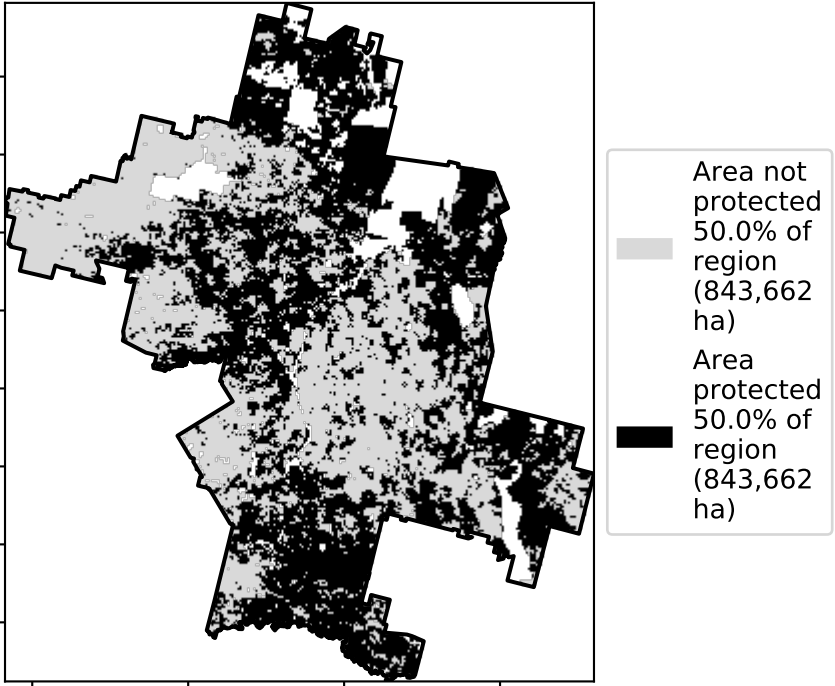 Area not
protected
50.0% of
region
(843,662
ha)
Area
protected
50.0% of
region
(843,662
ha)